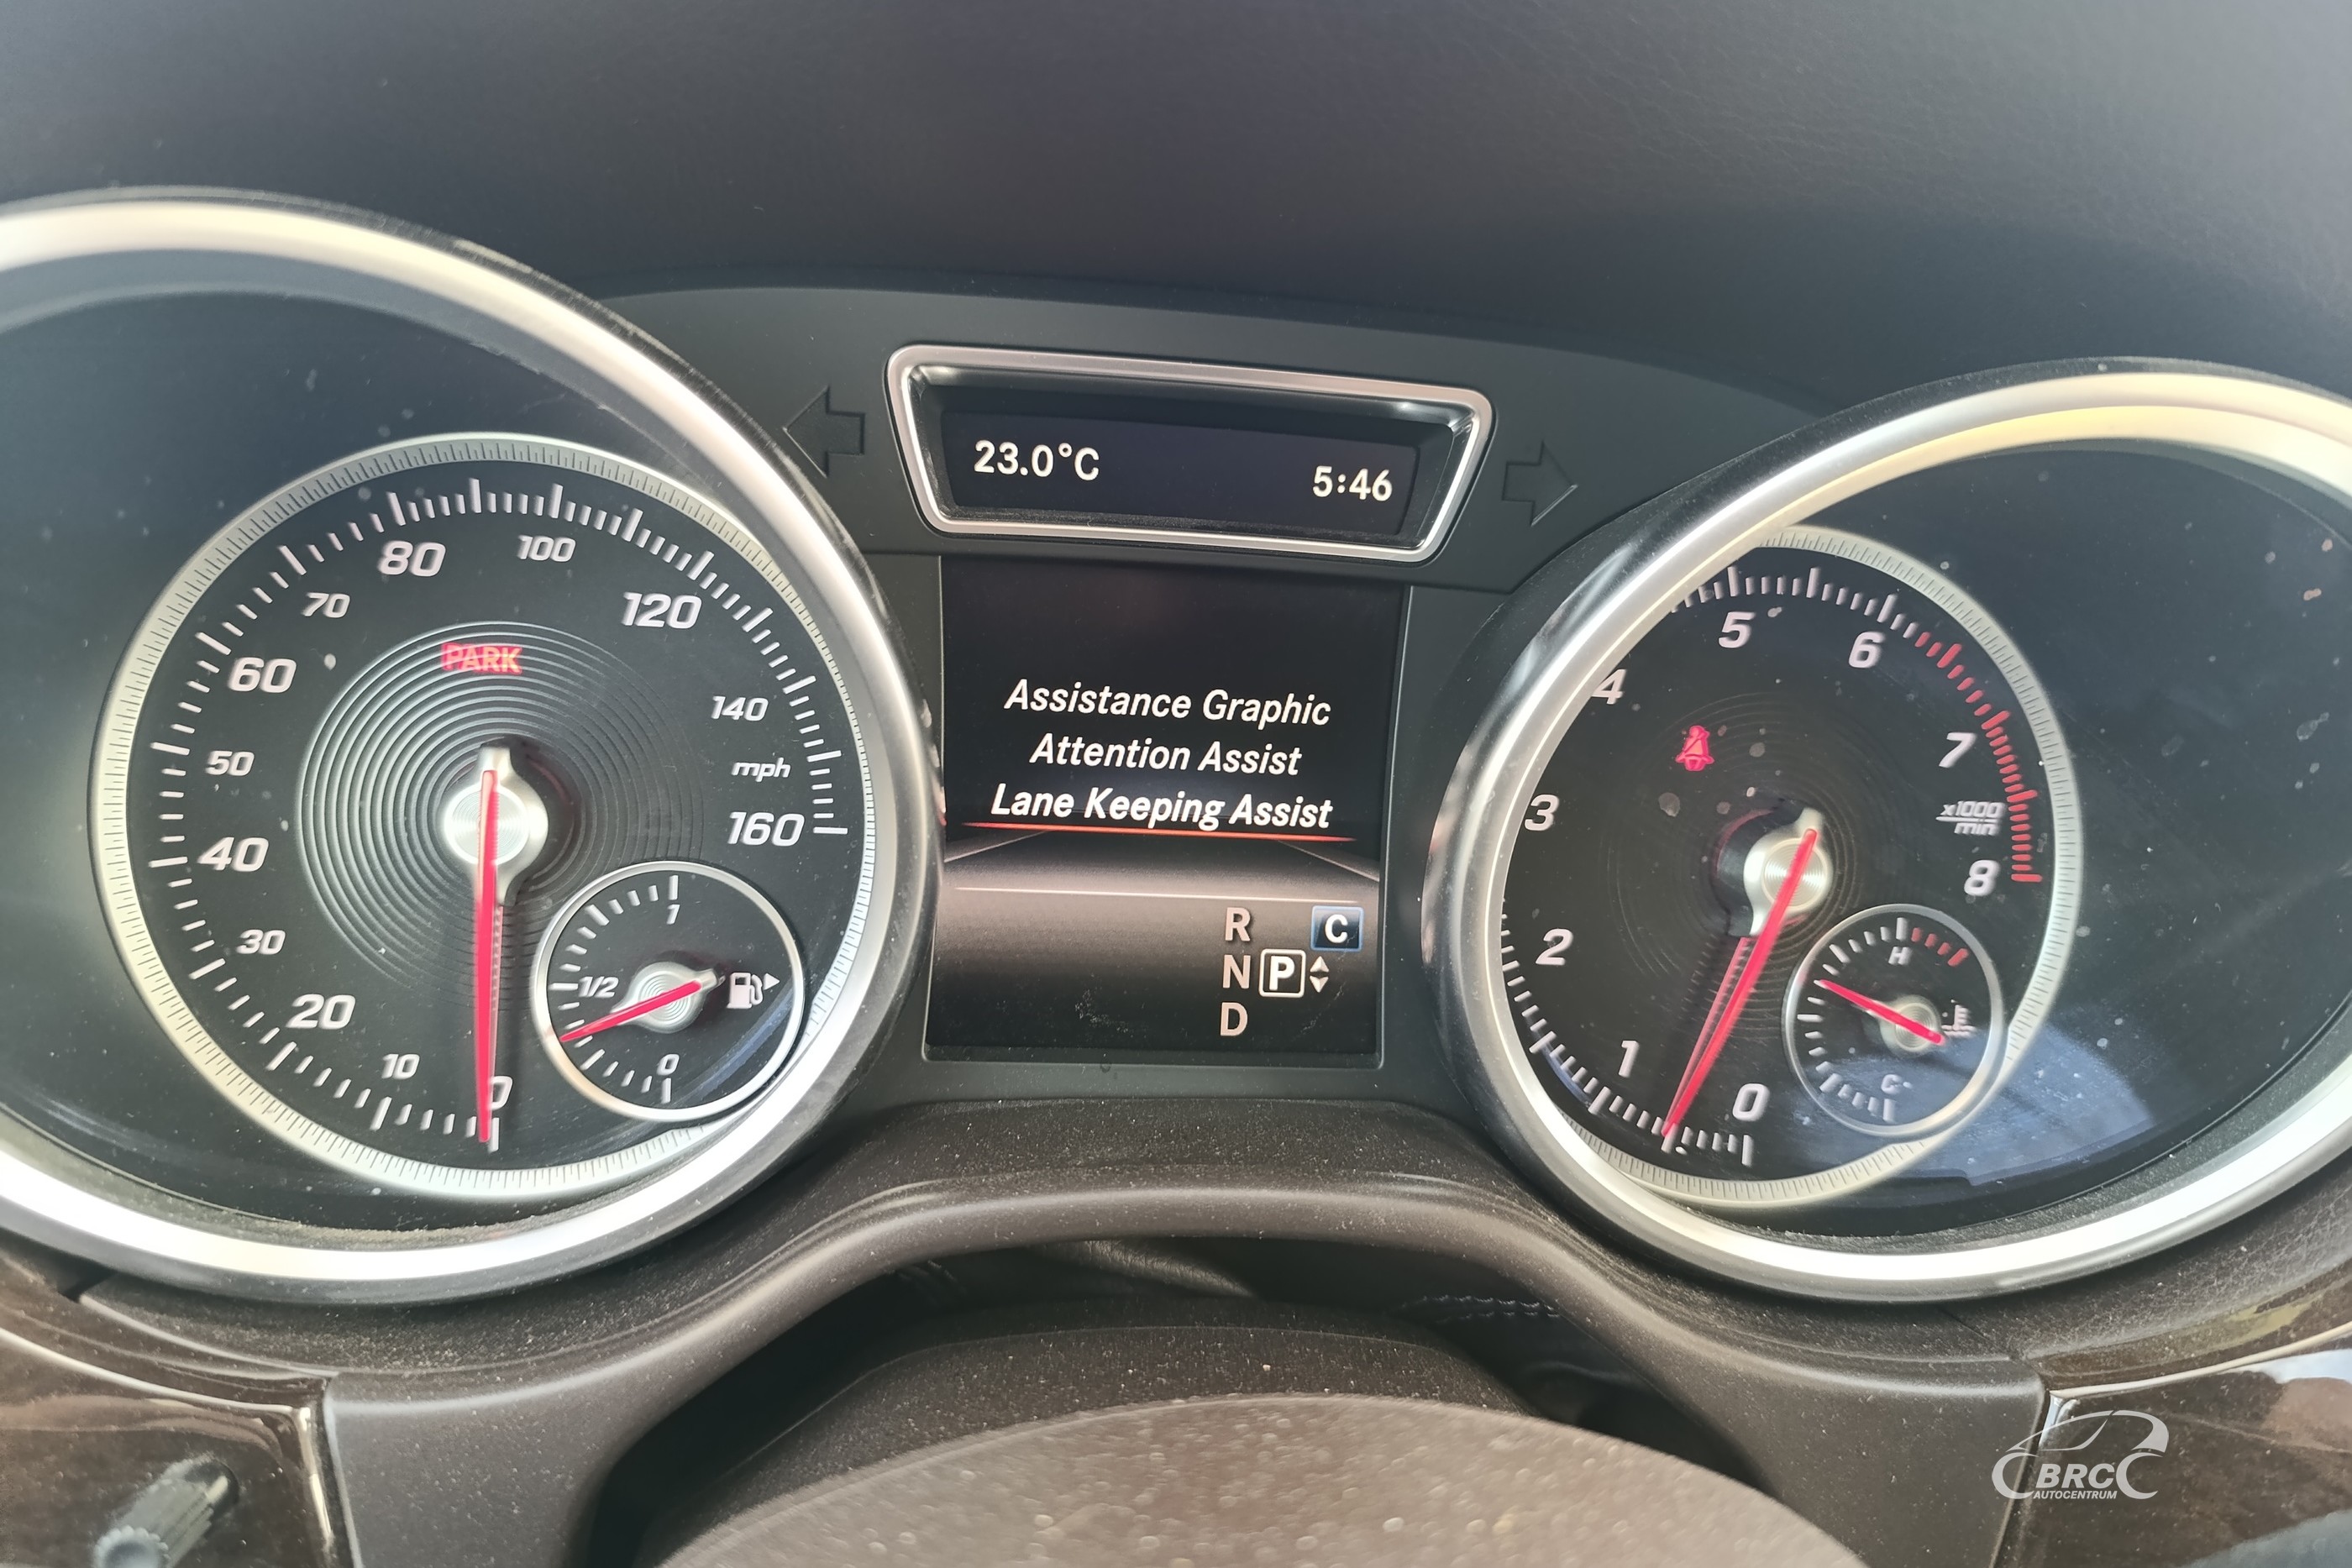 23.0°C 5:46
80 100
70 120
PARK
60
140
50 mph
40 160
30 1
1/2
20
10 0 0
Assistance Graphic
Attention Assist
Lane Keeping Assist
R C
N P
D
5 6
4
7
3 x1000
min
8
2 H
1 0 C
BRC
AUTOCENTRUM